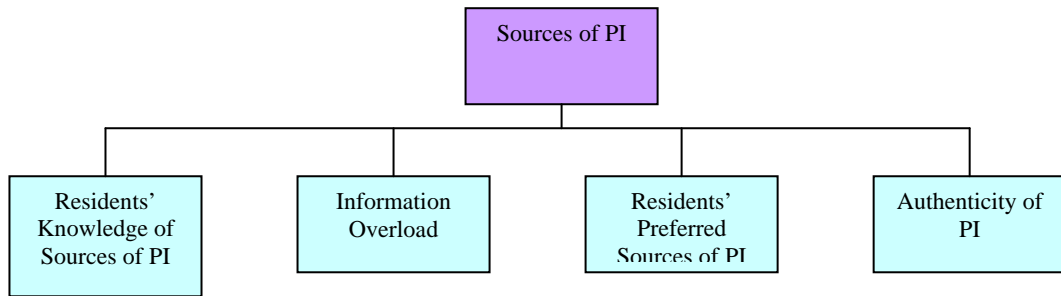 Sources of PI
Residents’
Knowledge of
Sources of PI
Information
Overload
Residents’
Preferred
Sources of PI
Authenticity of
PI